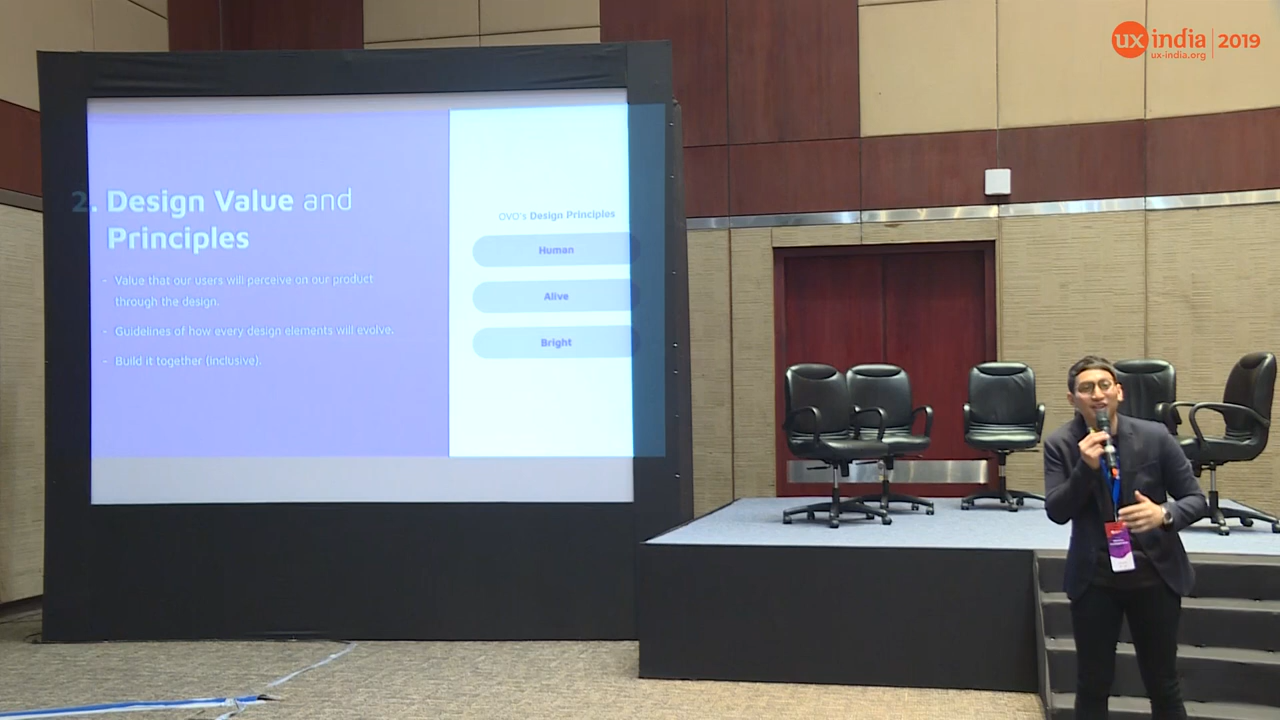 ux india 2019
ux-india.org
2. Design Value and
Principles
- Value that our users will perceive on our product
through the design.
- Guidelines of how every design elements will evolve.
- Build it together (Inclusive).
OVO's Design Principles
Human
Alive
Bright